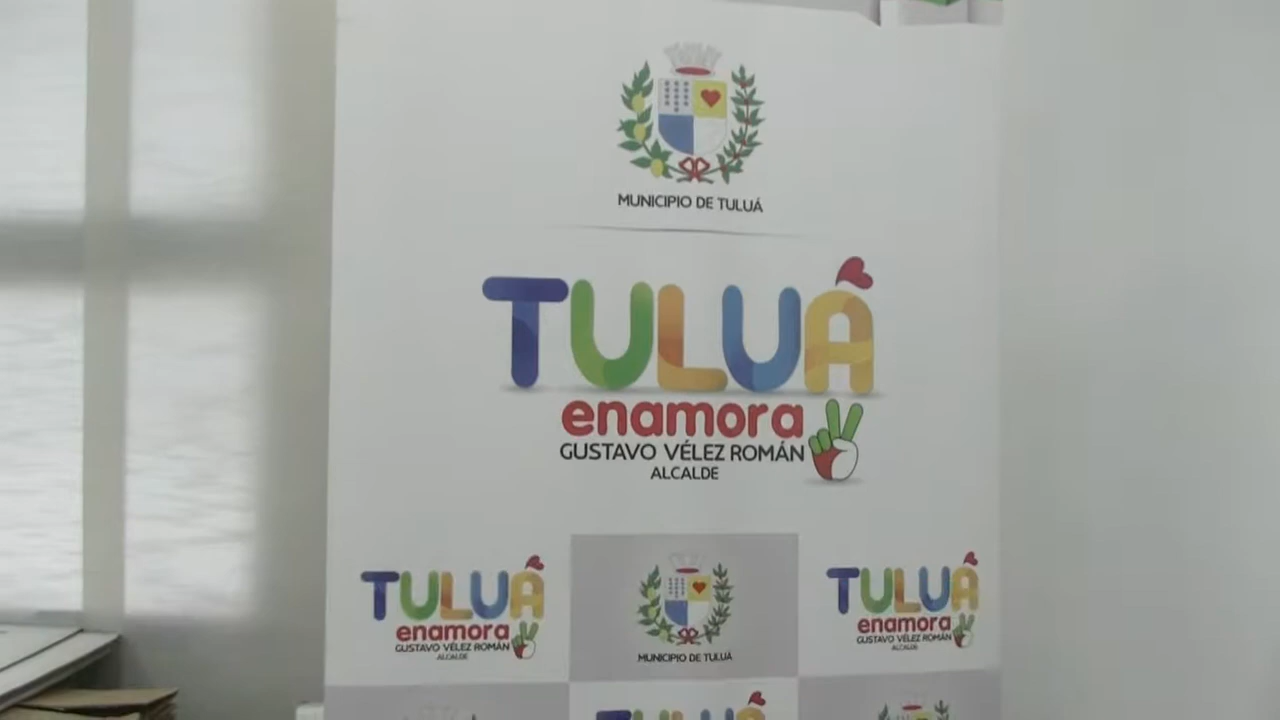 MUNICIPIO DE TULUÁ
TULUÁ
enamora
GUSTAVO VÉLEZ ROMÁN
ALCALDE
TULUÁ
enamora
GUSTAVO VÉLEZ ROMÁN
ALCALDE
MUNICIPIO DE TULUÁ
TULUÁ
enamora
GUSTAVO VÉLEZ ROMÁN
ALCALDE
TULUÁ